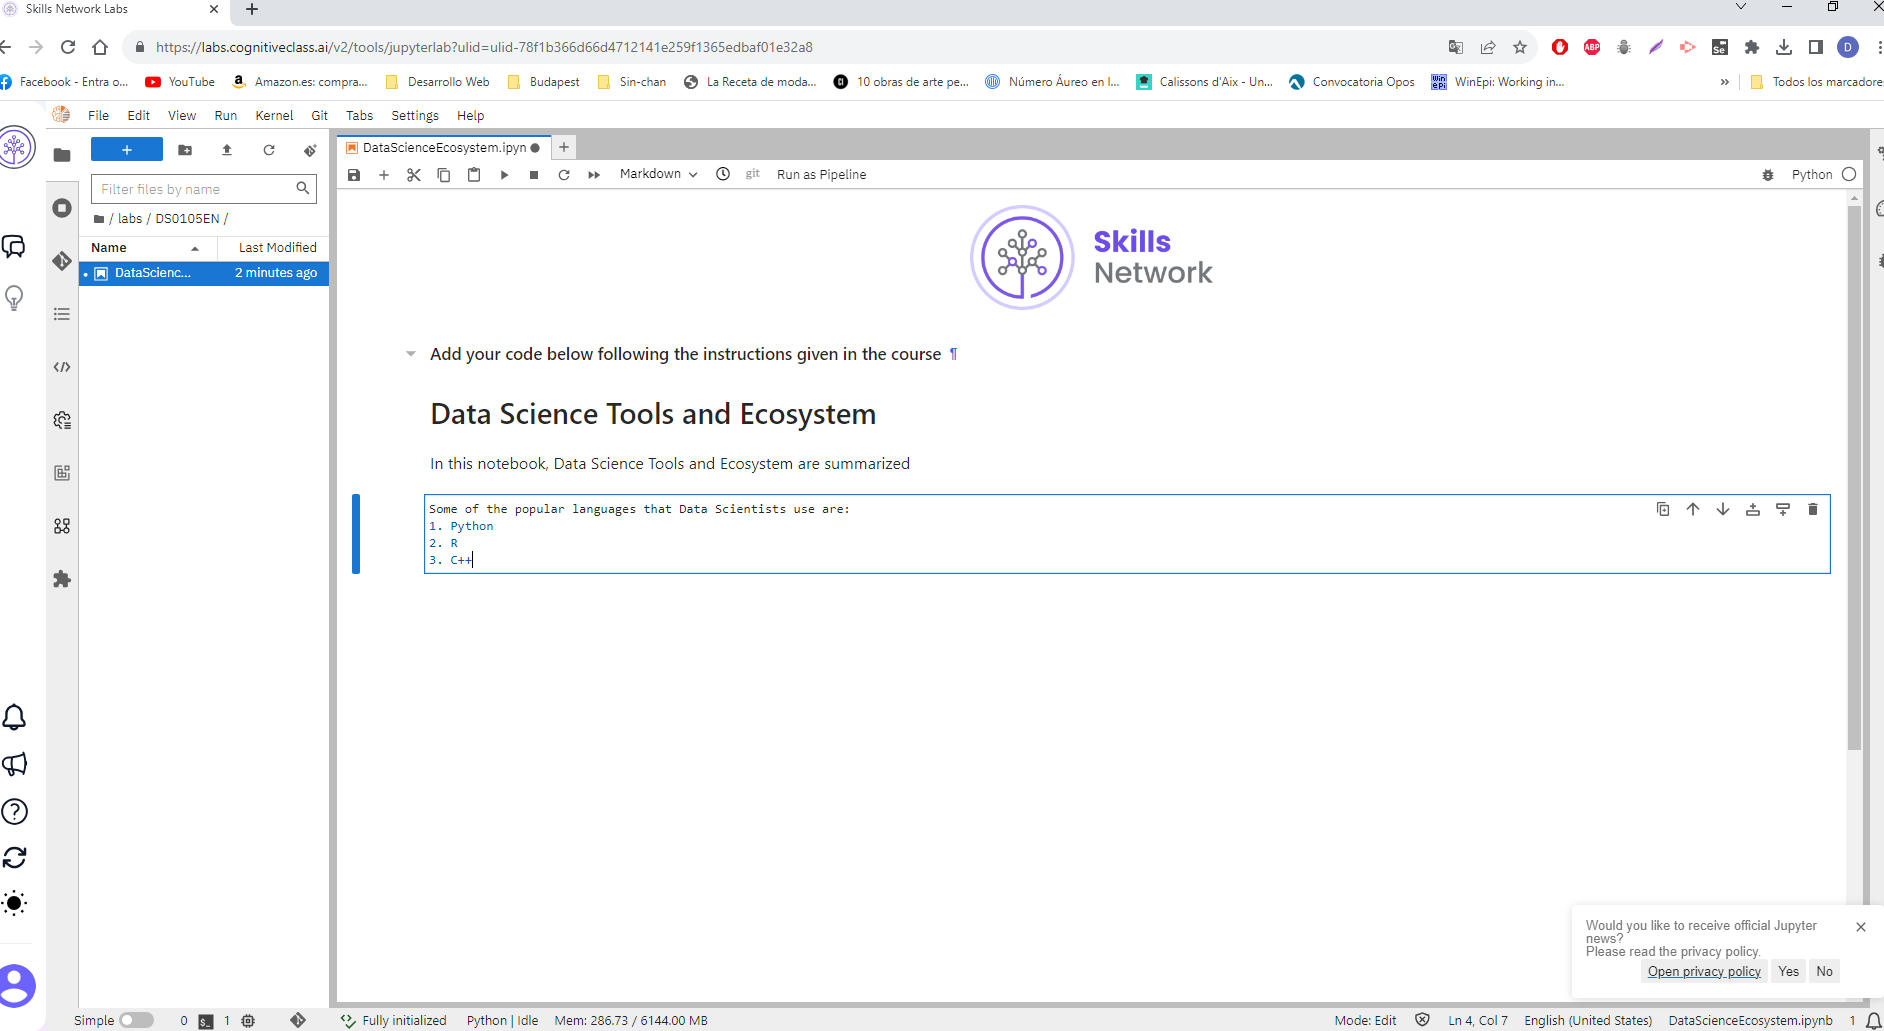 Skills Network Labs
https://labs.cognitiveclass.ai/v2/tools/jupyterlab?ulid=ulid-78f1b366d66d4712141e259f1365edbaf01e32a8
ABP
Se
D
Facebook - Entra o...
YouTube
Amazon.es: compra...
Desarrollo Web
Budapest
Sin-chan
La Receta de moda...
10 obras de arte pe...
Número Áureo en l...
Calissons d'Aix - Un...
Convocatoria Opos
WinEpi: Working in...
»
Todos los marcadores
File Edit View Run Kernel Git Tabs Settings Help
DataScienceEcosystem.ipyn
Markdown
git
Run as Pipeline
Python
Filter files by name
/ labs / DS0105EN /
Name Last Modified
DataScienc... 2 minutes ago
Skills
Network
Add your code below following the instructions given in the course ¶
Data Science Tools and Ecosystem
In this notebook, Data Science Tools and Ecosystem are summarized
Some of the popular languages that Data Scientists use are:
1. Python
2. R
3. C++
Would you like to receive official Jupyter
news?
Please read the privacy policy.
Open privacy policy Yes No
Simple 0 $_ 1 Fully initialized Python | Idle Mem: 286.73 / 6144.00 MB Mode: Edit Ln 4, Col 7 English (United States) DataScienceEcosystem.ipynb 1